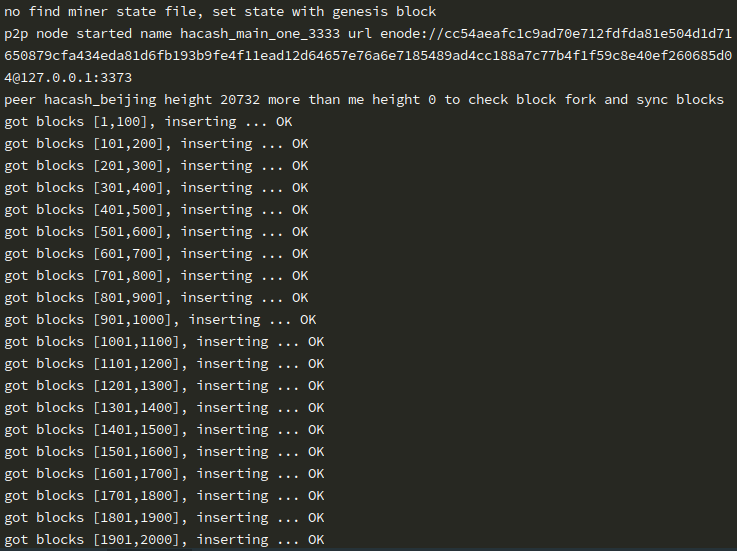 no find miner state file, set state with genesis block
p2p node started name hacash_main_one_3333 url enode://cc54aeafc1c9ad70e712fdfda81e504d1d71
650879cfa434eda81d6fb193b9fe4f11ead12d64657e76a6e7185489ad4cc188a7c77b4f1f59c8e40ef260685d0
4@127.0.0.1:3373
peer hacash_beijing height 20732 more than me height 0 to check block fork and sync blocks
got blocks [1,100], inserting ... OK
got blocks [101,200], inserting ... OK
got blocks [201,300], inserting ... OK
got blocks [301,400], inserting ... OK
got blocks [401,500], inserting ... OK
got blocks [501,600], inserting ... OK
got blocks [601,700], inserting ... OK
got blocks [701,800], inserting ... OK
got blocks [801,900], inserting ... OK
got blocks [901,1000], inserting ... OK
got blocks [1001,1100], inserting ... OK
got blocks [1101,1200], inserting ... OK
got blocks [1201,1300], inserting ... OK
got blocks [1301,1400], inserting ... OK
got blocks [1401,1500], inserting ... OK
got blocks [1501,1600], inserting ... OK
got blocks [1601,1700], inserting ... OK
got blocks [1701,1800], inserting ... OK
got blocks [1801,1900], inserting ... OK
got blocks [1901,2000], inserting ... OK